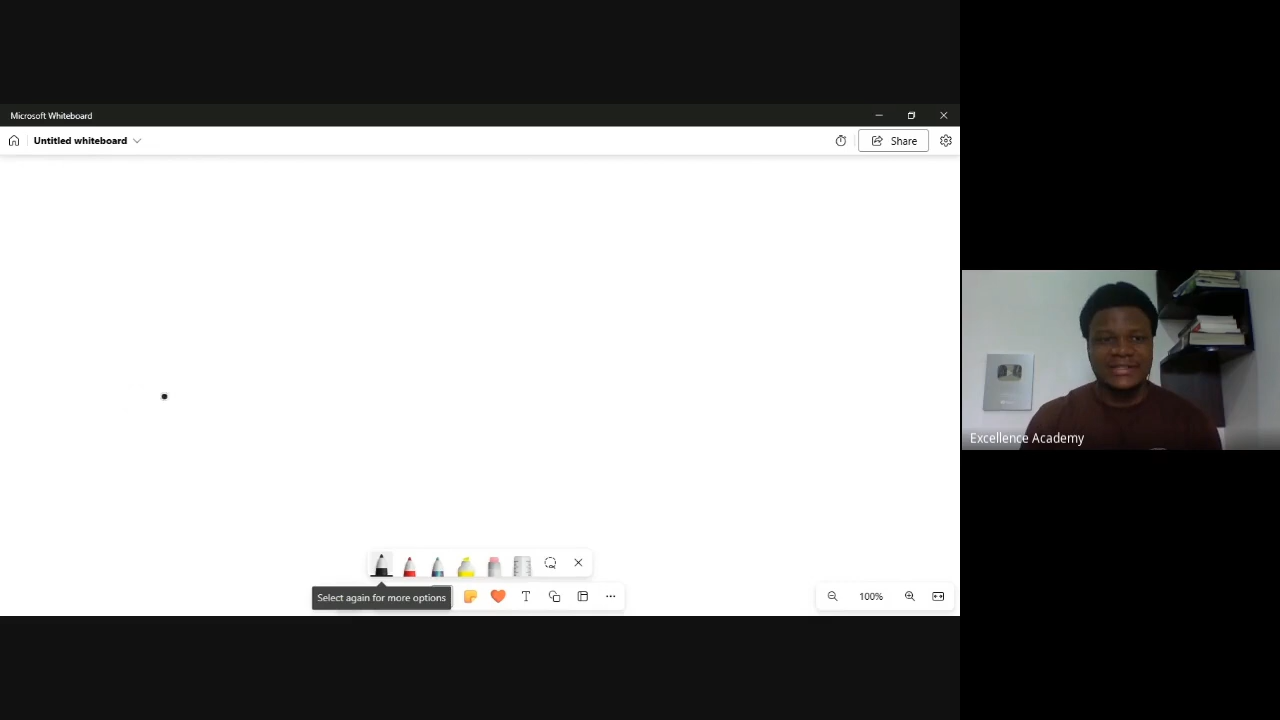 Microsoft Whiteboard
Untitled whiteboard
Share
Excellence Academy
Select again for more options
T
100%